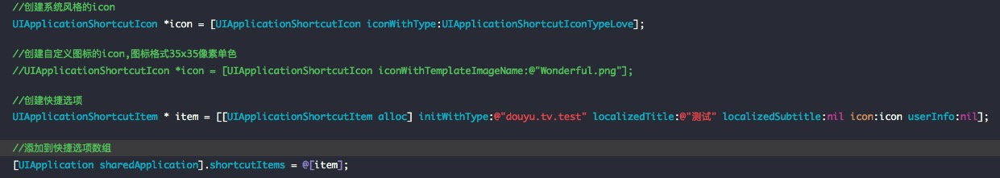 //创建系统风格的icon
UIApplicationShortcutIcon *icon = [UIApplicationShortcutIcon iconWithType:UIApplicationShortcutIconTypeLove];
//创建自定义图标的icon,图标格式35x35像素单色
//UIApplicationShortcutIcon *icon = [UIApplicationShortcutIcon iconWithTemplateImageName:@"Wonderful.png"];
//创建快捷选项
UIApplicationShortcutItem * item = [[UIApplicationShortcutItem alloc] initWithType:@"douyu.tv.test" localizedTitle:@"测试" localizedSubtitle:nil icon:icon userInfo:nil];
//添加到快捷选项数组
[UIApplication sharedApplication].shortcutItems = @[item];